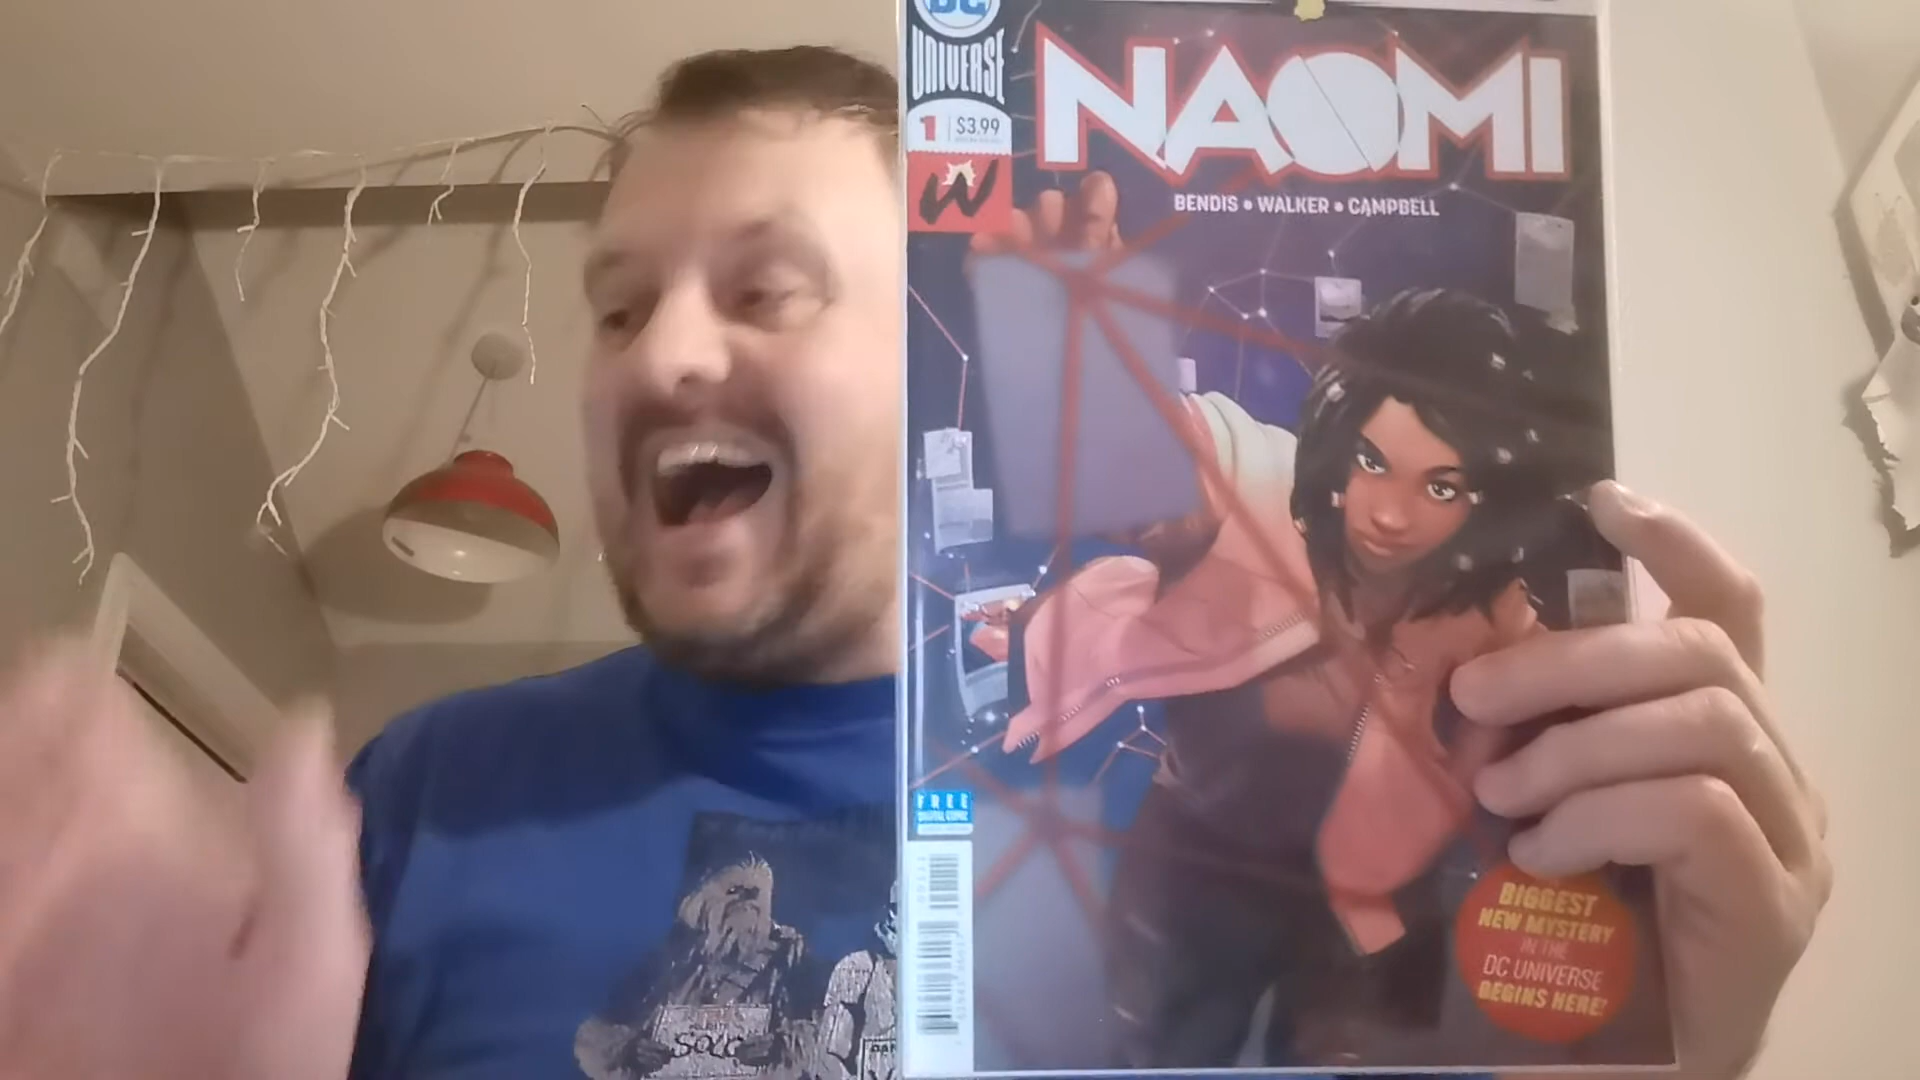 DC
UNIVERSE
1 $3.99
W
NAOMI
BENDIS • WALKER • CAMPBELL
FREE
DIGITAL COMIC
BIGGEST
NEW MYSTERY
IN THE
DC UNIVERSE
BEGINS HERE!
SOLO